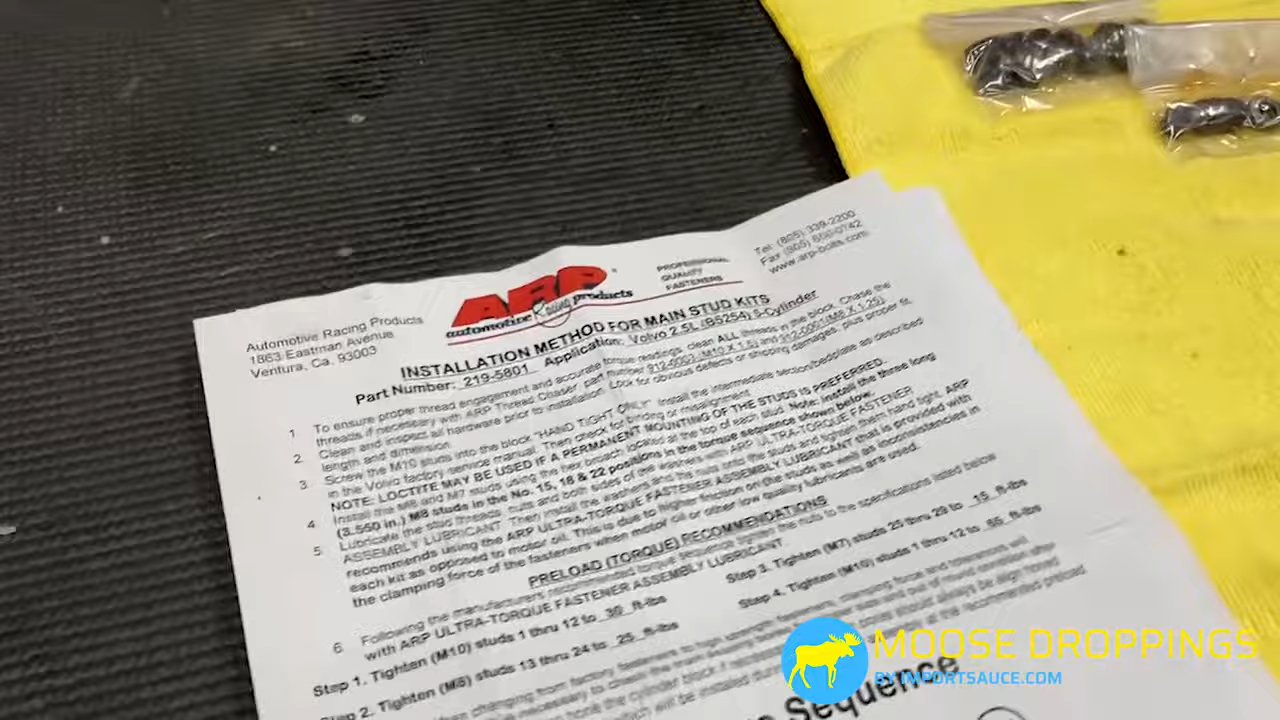 Automotive Racing Products
1863 Eastman Avenue
Ventura, Ca. 93003
ARP
automotive Racing products
PROFESSIONAL
QUALITY
FASTENERS
Tel: (805) 339-2200
Fax (805) 650-0742
www.arp-bolts.com
INSTALLATION METHOD FOR MAIN STUD KITS
Part Number: 219-5801 Application: Volvo 2.5L (B5254) 5-Cylinder
1. To ensure proper thread engagement and accurate torque readings, clean ALL threads in the block. Chase the
threads if necessary with ARP Thread Chaser, part number 912-0003 (M10 X 1.5) and 912-0001 (M8 X 1.25).
2. Clean and inspect all hardware prior to installation. Look for obvious defects or shipping damages, plus proper fit,
length and dimension.
3. Screw the M10 studs into the block "HAND TIGHT ONLY". Install the intermediate section/bedplate as described
in the Volvo factory service manual. Then check for binding or misalignment.
NOTE: LOCTITE MAY BE USED IF A PERMANENT MOUNTING OF THE STUDS IS PREFERRED.
4. Install the M8 and M7 studs using the hex broach located at the top of each stud. Note: Install the three long
(3.550 in.) M8 studs in the No. 15, 18 & 22 positions in the torque sequence shown below.
5. Lubricate the stud threads, nuts and both sides of the washers with ARP ULTRA-TORQUE FASTENER
ASSEMBLY LUBRICANT. Then install the washers and nuts onto the studs and tighten them hand tight. ARP
recommends using the ARP ULTRA-TORQUE FASTENER ASSEMBLY LUBRICANT that is provided with
each kit as opposed to motor oil. This is due to higher friction on the studs as well as inconsistencies in
the clamping force of the fasteners when motor oil or other low quality lubricants are used.
PRELOAD (TORQUE) RECOMMENDATIONS
6. Following the manufacturers recommended torque sequence tighten the nuts to the specifications listed below
with ARP ULTRA-TORQUE FASTENER ASSEMBLY LUBRICANT.
Step 1. Tighten (M10) studs 1 thru 12 to 30 ft-lbs
Step 3. Tighten (M7) studs 25 thru 29 to 15 ft-lbs
Step 2. Tighten (M8) studs 13 thru 24 to 25 ft-lbs
Step 4. Tighten (M10) studs 1 thru 12 to 65 ft-lbs
When changing from factory fasteners to high strength fasteners, clamping force and tolerances will
Sequence
MOOSE DROPPINGS
BY IMPORTSAUCE.COM